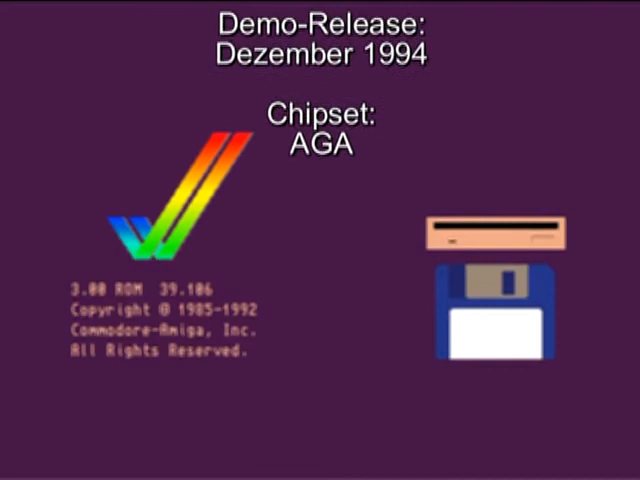 Demo-Release:
Dezember 1994
Chipset:
AGA
3.00 ROM 39.106
Copyright © 1985-1992
Commodore-Amiga, Inc.
All Rights Reserved.